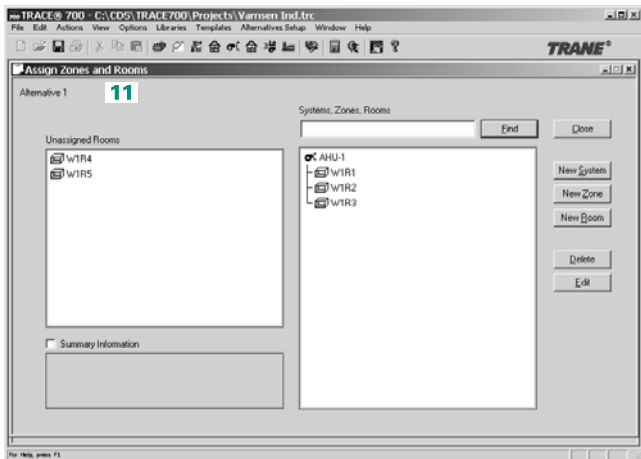 TRACE® 700 - C:\CDS\TRACE700\Projects\Varnsen Ind.trc
File Edit Actions View Options Libraries Templates Alternatives Setup Window Help
TRANE®
Assign Zones and Rooms
Alternative 1
11
Systems, Zones, Rooms
Find
Close
Unassigned Rooms
W1R4
W1R5
AHU-1
W1R1
W1R2
W1R3
New System
New Zone
New Room
Delete
Edit
Summary Information
For Help, press F1